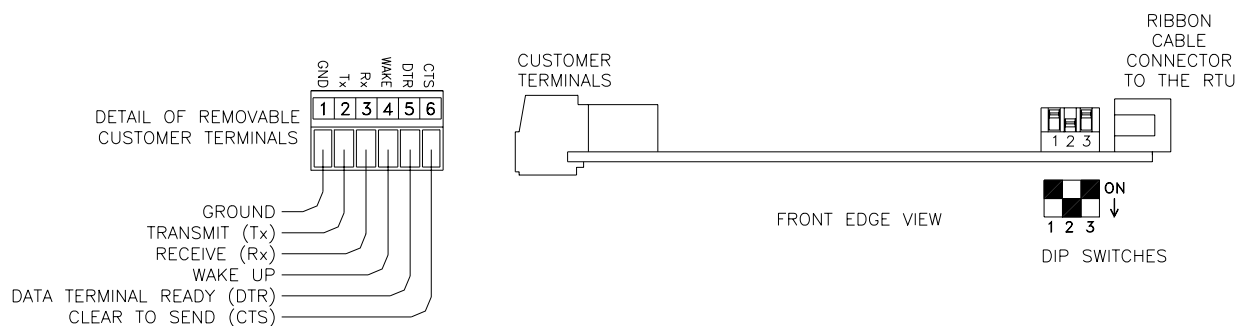 GND Tx Rx WAKE DTR CTS
1 2 3 4 5 6
DETAIL OF REMOVABLE
CUSTOMER TERMINALS
GROUND
TRANSMIT (Tx)
RECEIVE (Rx)
WAKE UP
DATA TERMINAL READY (DTR)
CLEAR TO SEND (CTS)
CUSTOMER
TERMINALS
FRONT EDGE VIEW
RIBBON
CABLE
CONNECTOR
TO THE RTU
1 2 3
ON
1 2 3
DIP SWITCHES